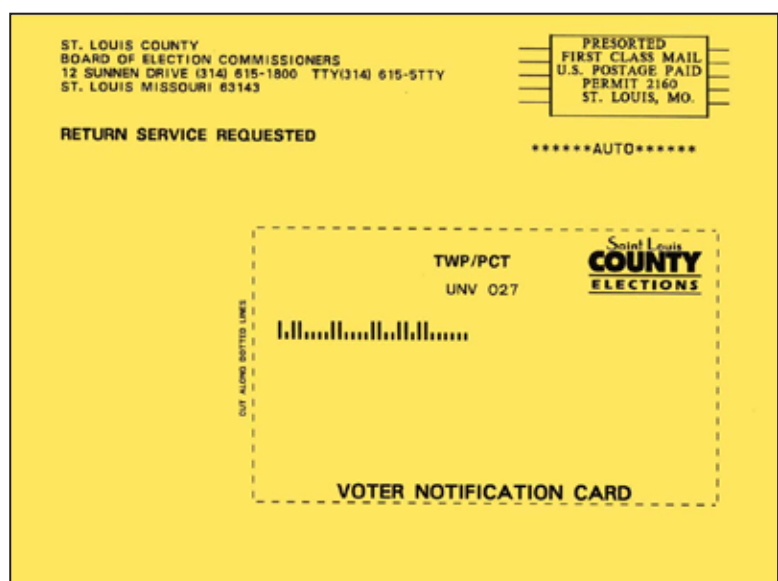 ST. LOUIS COUNTY
BOARD OF ELECTION COMMISSIONERS
12 SUNNEN DRIVE (314) 615-1800 TTY(314) 615-5TTY
ST. LOUIS MISSOURI 63143
RETURN SERVICE REQUESTED
PRESORTED
FIRST CLASS MAIL
U.S. POSTAGE PAID
PERMIT 2160
ST. LOUIS, MO.
******AUTO******
CUT ALONG DOTTED LINES
TWP/PCT
UNV 027
Saint Louis
COUNTY
ELECTIONS
VOTER NOTIFICATION CARD